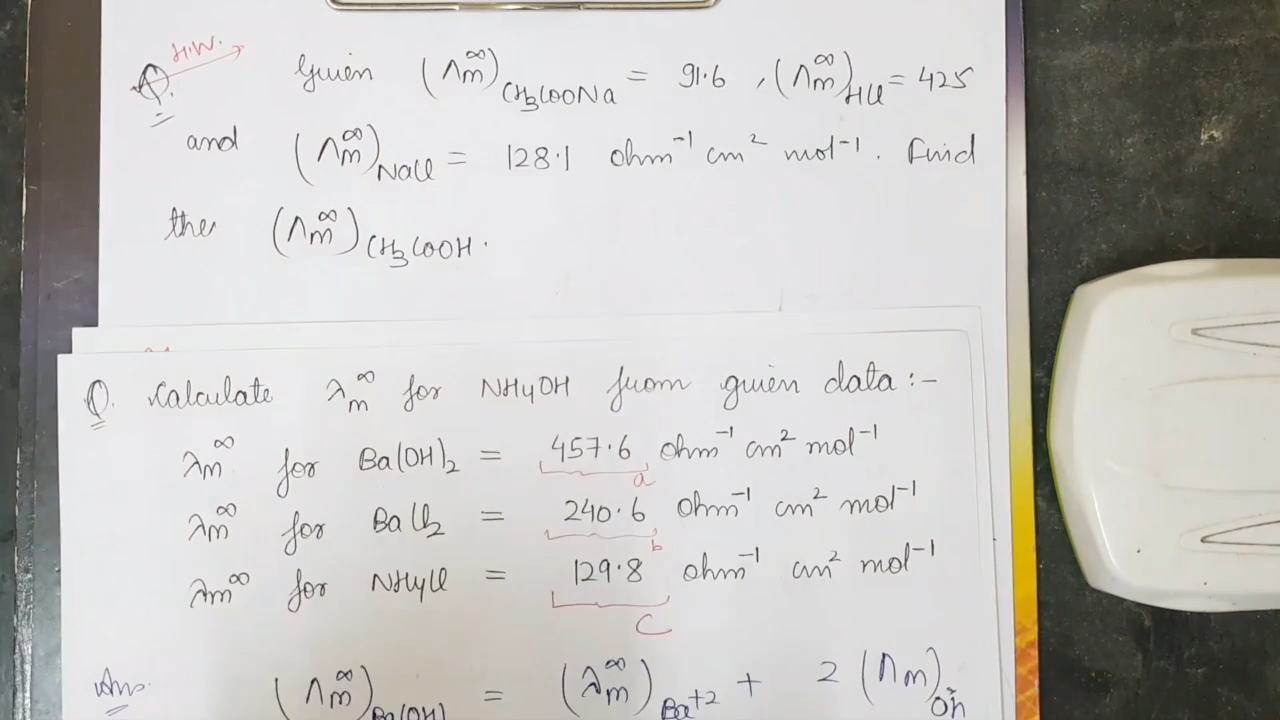 H.W.
Q. Given (Λm∞)CH3COONa = 91.6 , (Λm∞)HCl = 425
and (Λm∞)NaCl = 128.1 ohm⁻¹ cm² mol⁻¹. Find
the (Λm∞)CH3COOH.
Q. Calculate λm∞ for NH4OH from given data :-
λm∞ for Ba(OH)2 = 457.6 ohm⁻¹ cm² mol⁻¹
a
λm∞ for BaCl2 = 240.6 ohm⁻¹ cm² mol⁻¹
b
λm∞ for NH4Cl = 129.8 ohm⁻¹ cm² mol⁻¹
C
Ans. (Λm∞)Ba(OH) = (λm∞)Ba+2 + 2 (Λm)OH